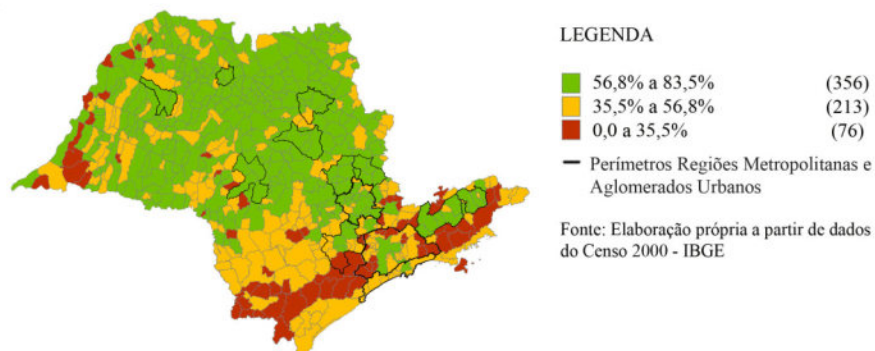 LEGENDA
56,8% a 83,5% (356)
35,5% a 56,8% (213)
0,0 a 35,5% (76)
Perímetros Regiões Metropolitanas e
Aglomerados Urbanos
Fonte: Elaboração própria a partir de dados
do Censo 2000 - IBGE